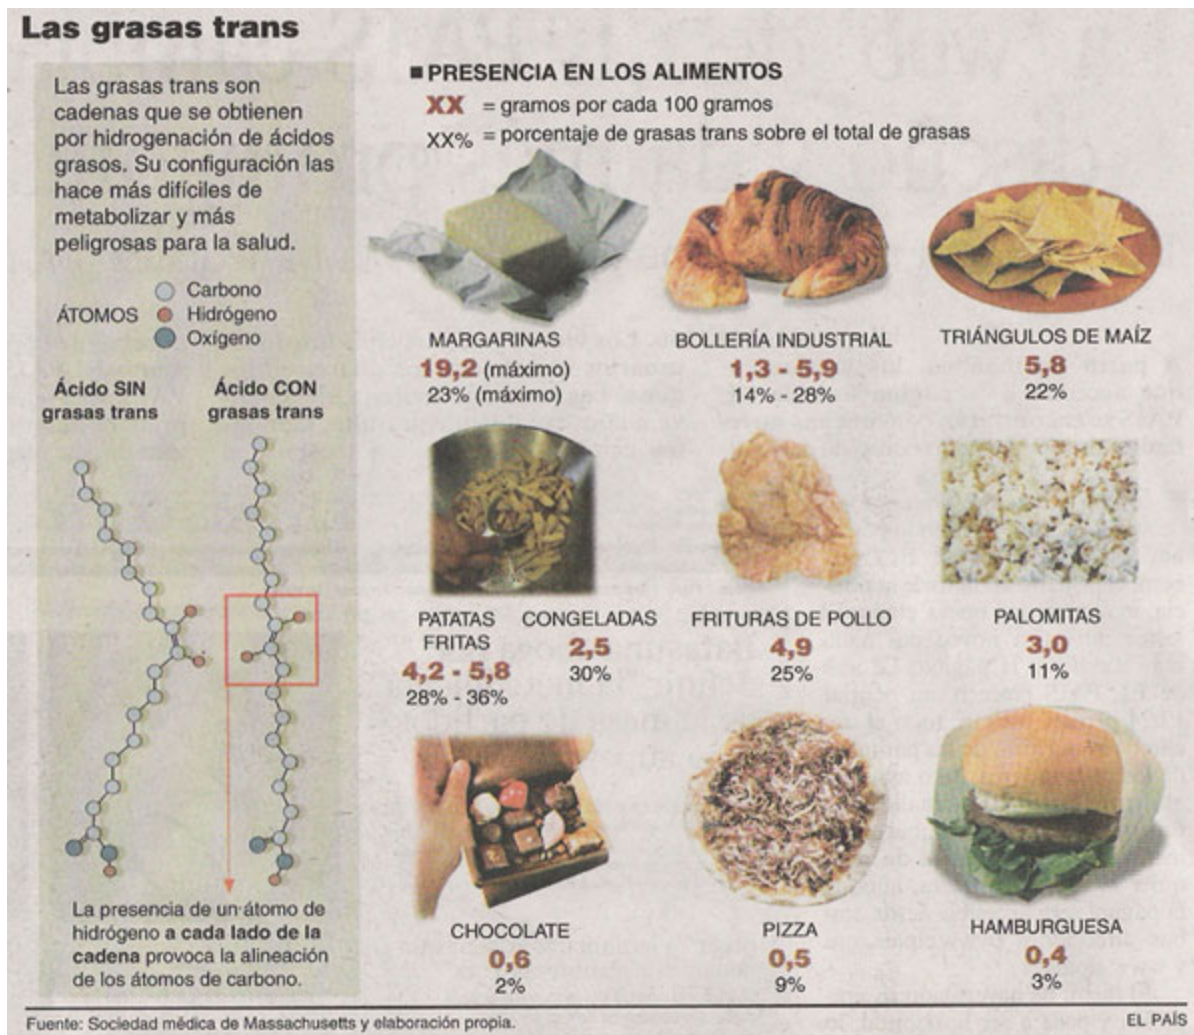 Las grasas trans
Las grasas trans son
cadenas que se obtienen
por hidrogenación de ácidos
grasos. Su configuración las
hace más difíciles de
metabolizar y más
peligrosas para la salud.
ÁTOMOS
Carbono
Hidrógeno
Oxígeno
Ácido SIN
grasas trans
Ácido CON
grasas trans
La presencia de un átomo de
hidrógeno a cada lado de la
cadena provoca la alineación
de los átomos de carbono.
PRESENCIA EN LOS ALIMENTOS
XX = gramos por cada 100 gramos
XX% = porcentaje de grasas trans sobre el total de grasas
MARGARINAS
19,2 (máximo)
23% (máximo)
BOLLERÍA INDUSTRIAL
1,3 - 5,9
14% - 28%
TRIÁNGULOS DE MAÍZ
5,8
22%
PATATAS
FRITAS
4,2 - 5,8
28% - 36%
CONGELADAS
2,5
30%
FRITURAS DE POLLO
4,9
25%
PALOMITAS
3,0
11%
CHOCOLATE
0,6
2%
PIZZA
0,5
9%
HAMBURGUESA
0,4
3%
Fuente: Sociedad médica de Massachusetts y elaboración propia.
EL PAÍS